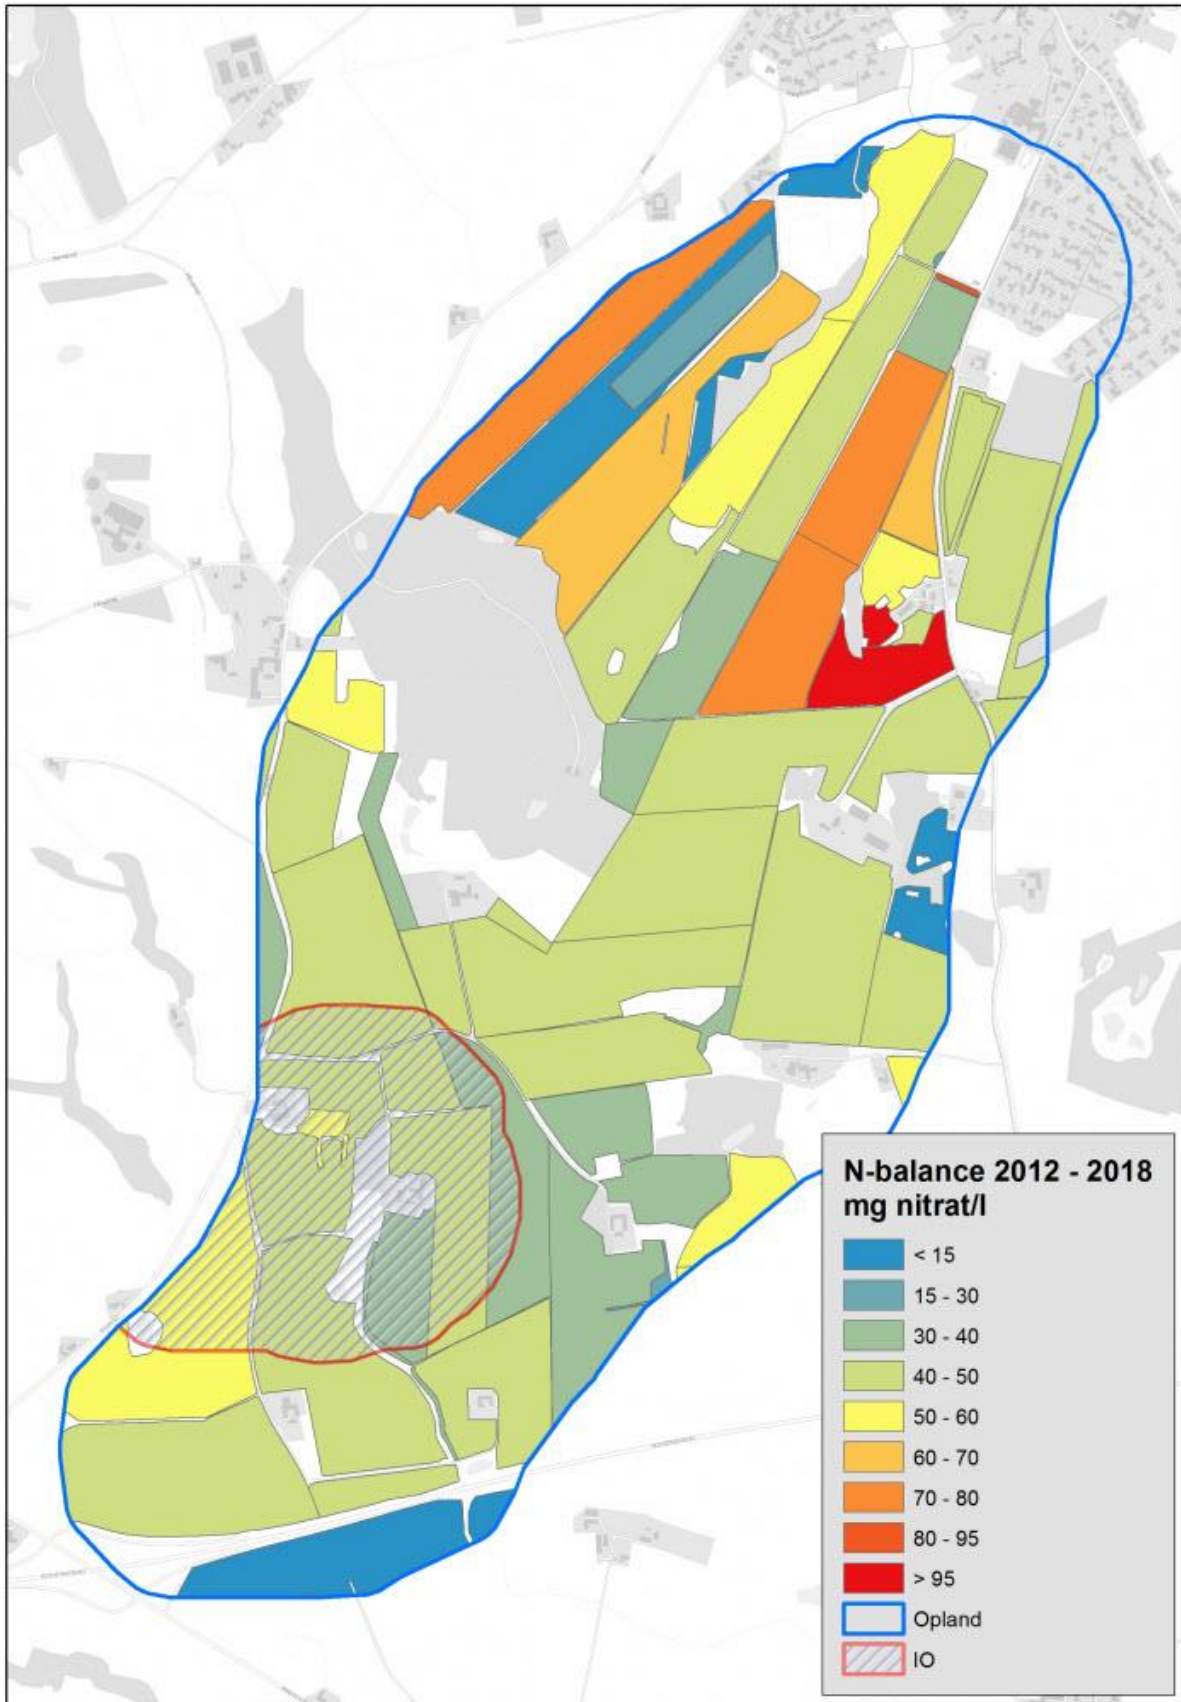 N-balance 2012 - 2018
mg nitrat/l
< 15
15 - 30
30 - 40
40 - 50
50 - 60
60 - 70
70 - 80
80 - 95
> 95
Opland
IO